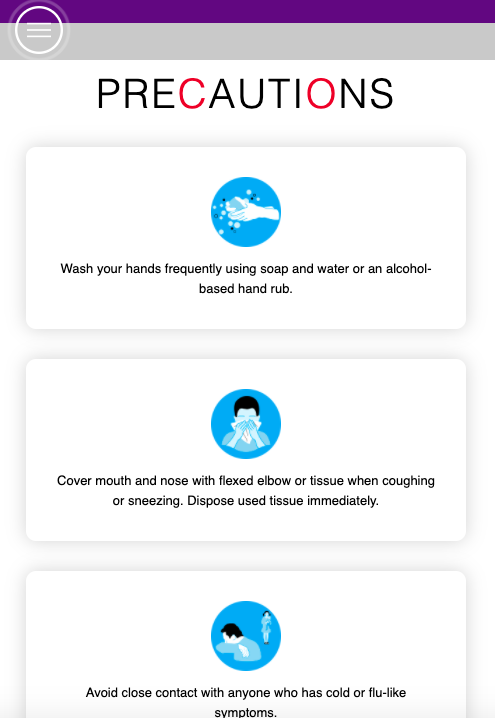 PRECAUTIONS
Wash your hands frequently using soap and water or an alcohol-
based hand rub.
Cover mouth and nose with flexed elbow or tissue when coughing
or sneezing. Dispose used tissue immediately.
Avoid close contact with anyone who has cold or flu-like
symptoms.